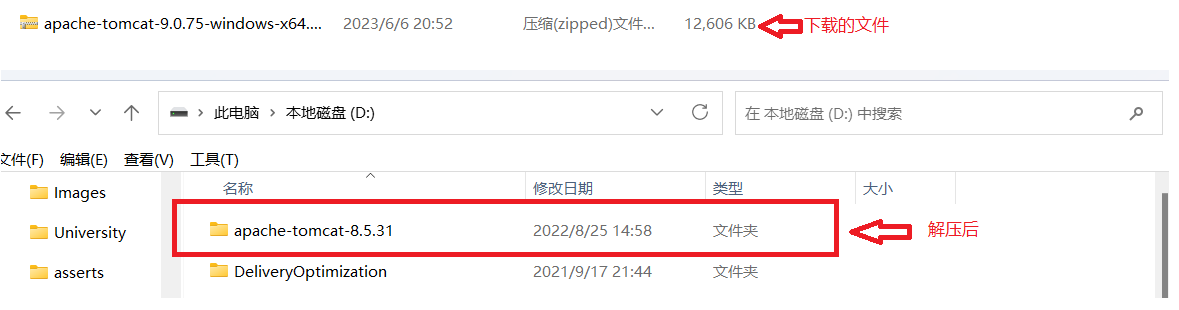 apache-tomcat-9.0.75-windows-x64.... 2023/6/6 20:52 压缩(zipped)文件... 12,606 KB 下载的文件
此电脑 本地磁盘 (D:) 在 本地磁盘 (D:) 中搜索
文件(F) 编辑(E) 查看(V) 工具(T)
Images 名称 修改日期 类型 大小
University apache-tomcat-8.5.31 2022/8/25 14:58 文件夹 解压后
asserts DeliveryOptimization 2021/9/17 21:44 文件夹